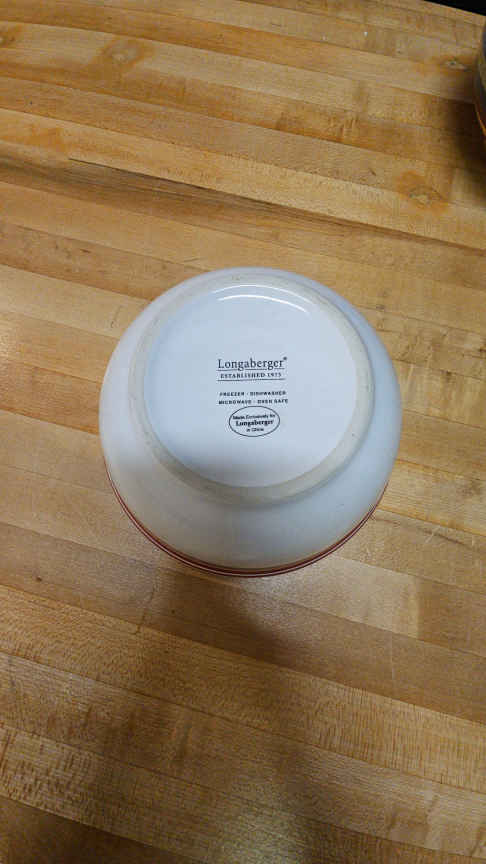 Longaberger®
ESTABLISHED 1973
FREEZER · DISHWASHER
MICROWAVE · OVEN SAFE
Made Exclusively for
Longaberger
in China